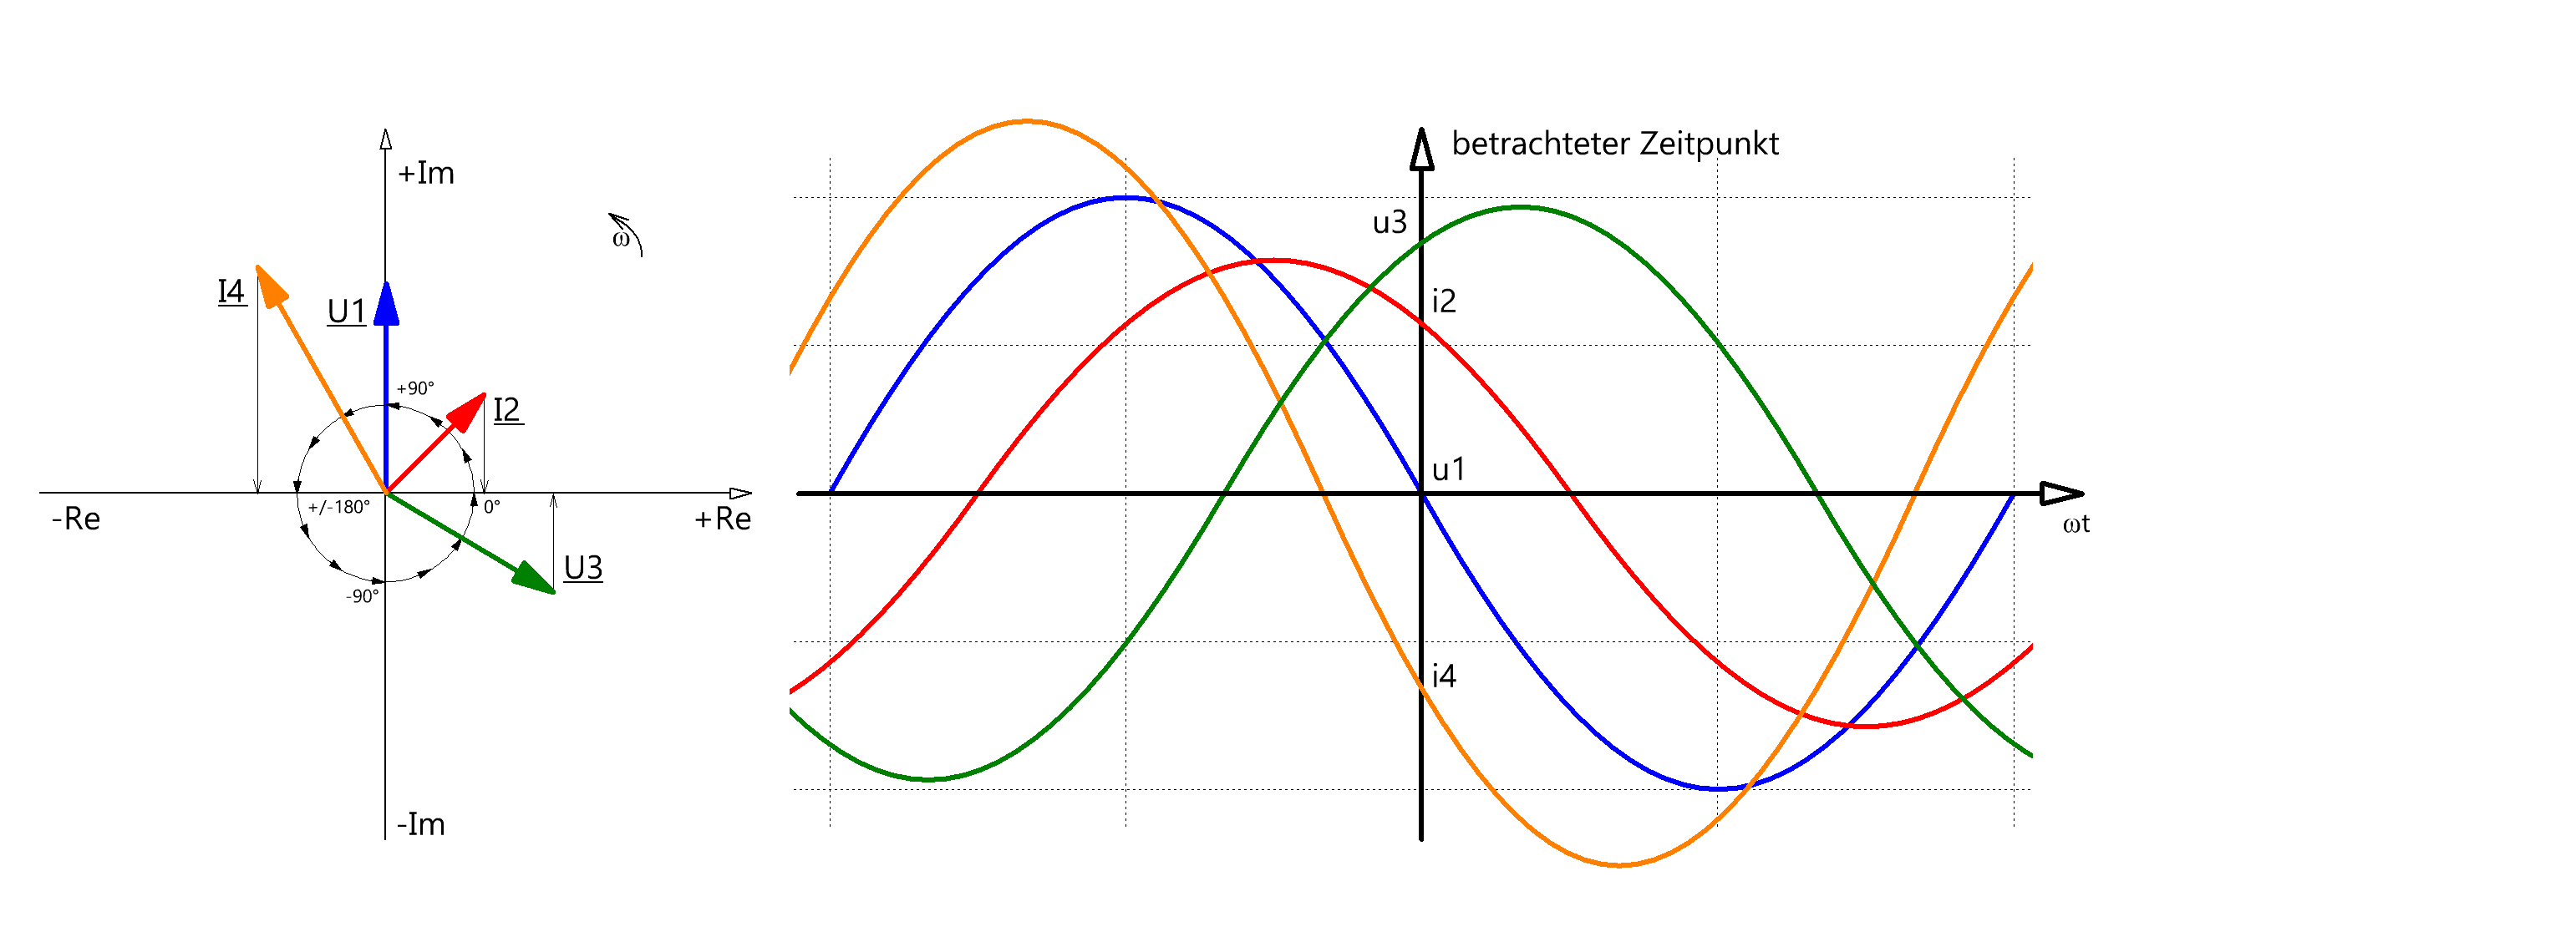 +Im
I4
U1
+90°
I2
ω
+/-180°
0°
-Re
+Re
U3
-90°
-Im
betrachteter Zeitpunkt
u3
i2
u1
ωt
i4